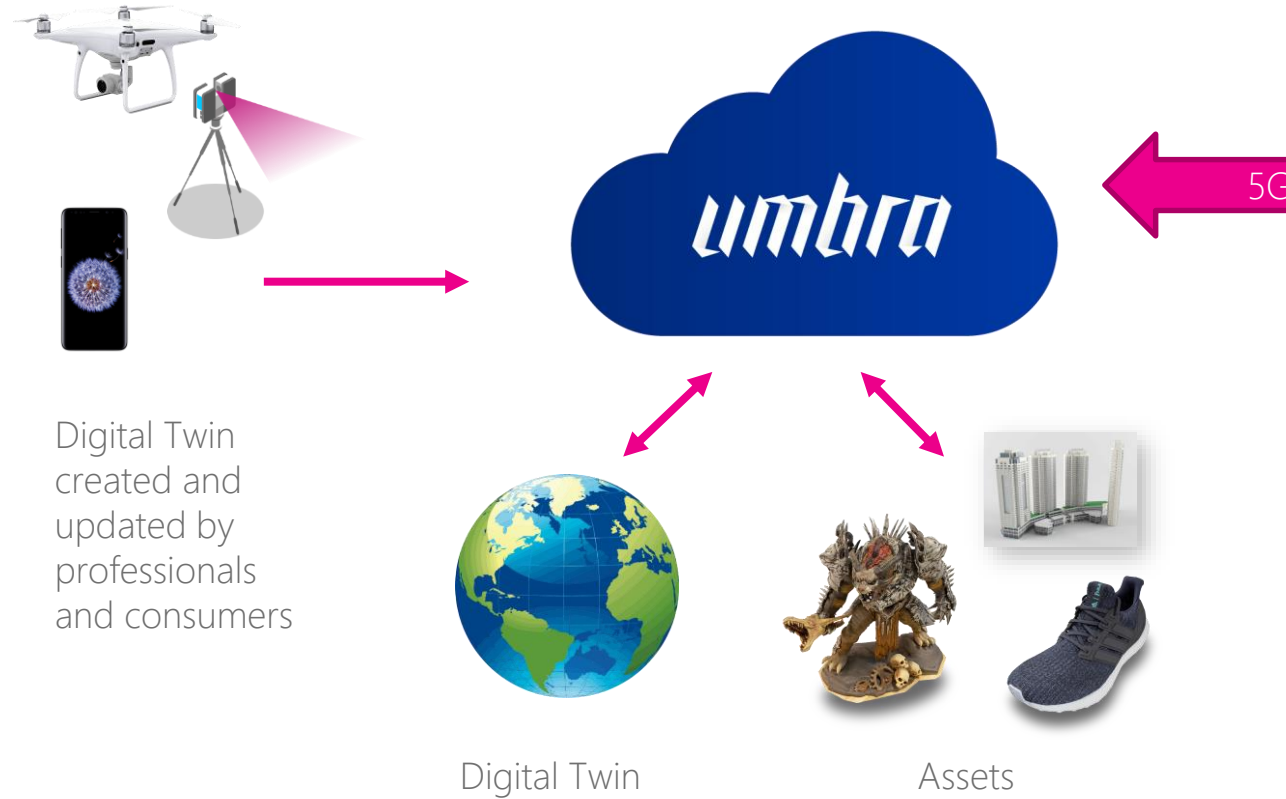 umbra
5G
Digital Twin
created and
updated by
professionals
and consumers
Digital Twin
Assets